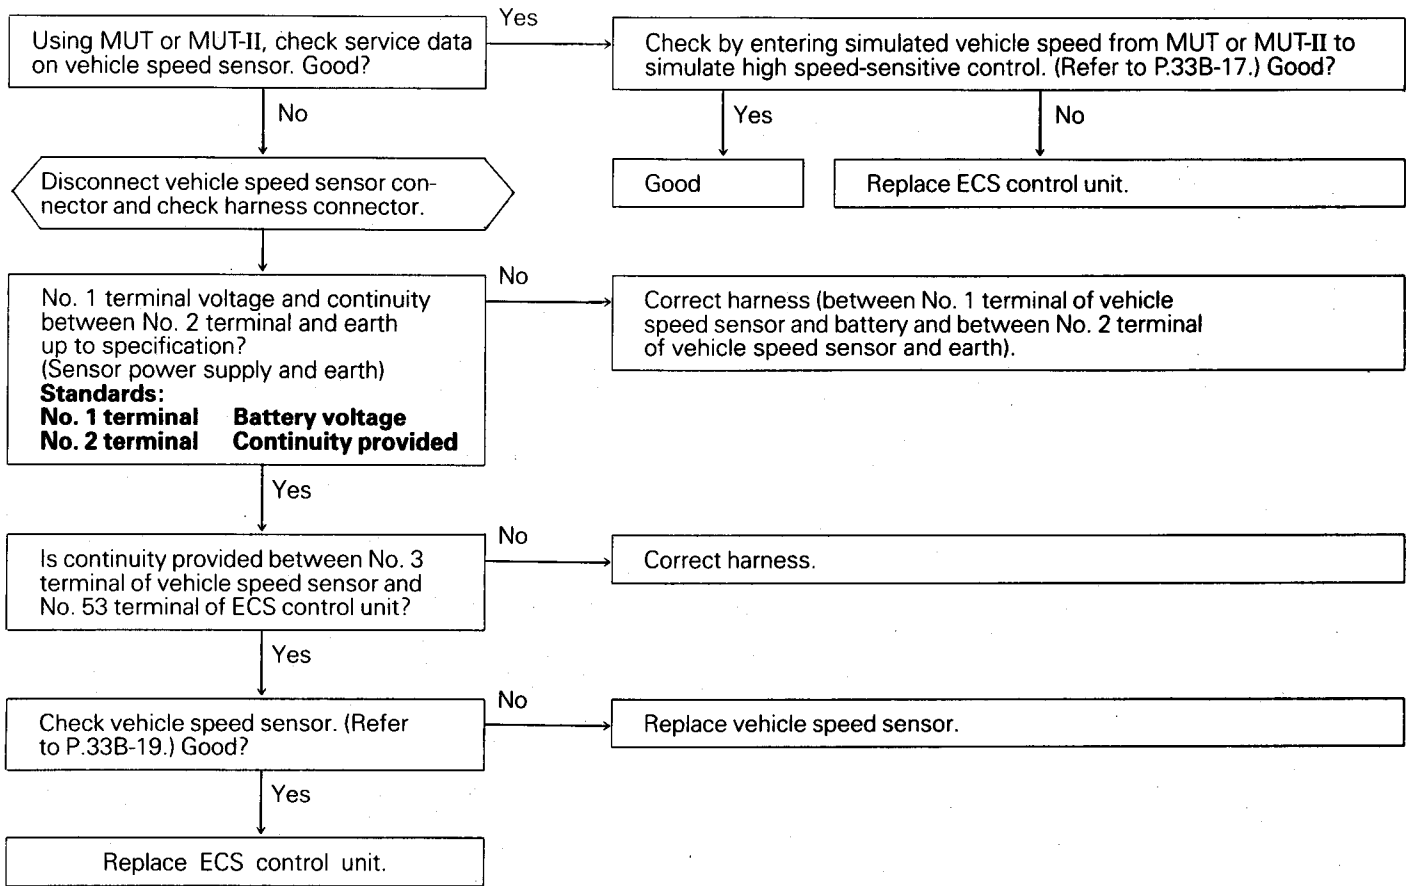 Using MUT or MUT-II, check service data
on vehicle speed sensor. Good?
Yes
Check by entering simulated vehicle speed from MUT or MUT-II to
simulate high speed-sensitive control. (Refer to P.33B-17.) Good?
No
Yes
No
Disconnect vehicle speed sensor con-
nector and check harness connector.
Good
Replace ECS control unit.
No. 1 terminal voltage and continuity
between No. 2 terminal and earth
up to specification?
(Sensor power supply and earth)
Standards:
No. 1 terminal Battery voltage
No. 2 terminal Continuity provided
No
Correct harness (between No. 1 terminal of vehicle
speed sensor and battery and between No. 2 terminal
of vehicle speed sensor and earth).
Yes
Is continuity provided between No. 3
terminal of vehicle speed sensor and
No. 53 terminal of ECS control unit?
No
Correct harness.
Yes
Check vehicle speed sensor. (Refer
to P.33B-19.) Good?
No
Replace vehicle speed sensor.
Yes
Replace ECS control unit.